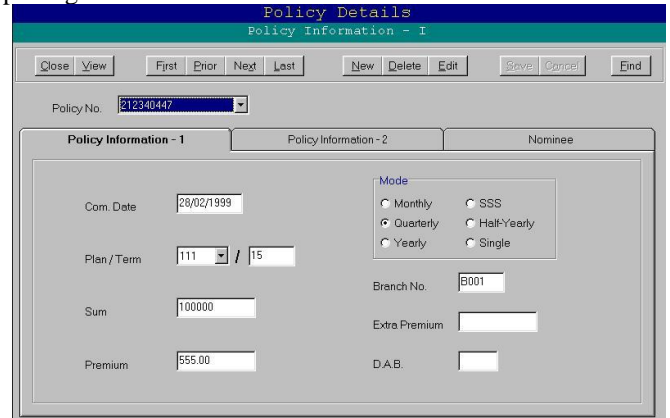 Policy Details
Policy Information - I
Close View First Prior Next Last New Delete Edit Save Cancel Find
Policy No. 212340447
Policy Information - 1 Policy Information - 2 Nominee
Mode
Com. Date 28/02/1999 Monthly SSS
Quarterly Half-Yearly
Plan / Term 111 / 15 Yearly Single
Branch No. B001
Sum 100000
Extra Premium
Premium 555.00 D.A.B.